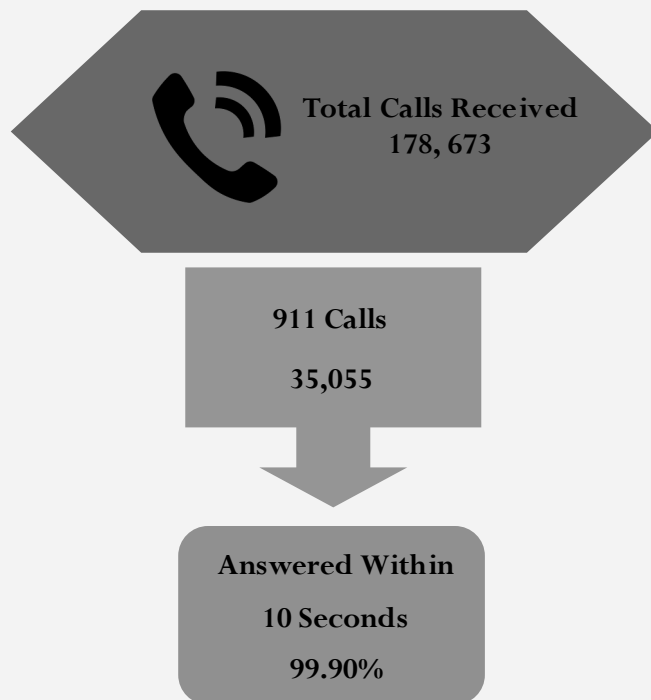 Total Calls Received
178, 673
911 Calls
35,055
Answered Within
10 Seconds
99.90%